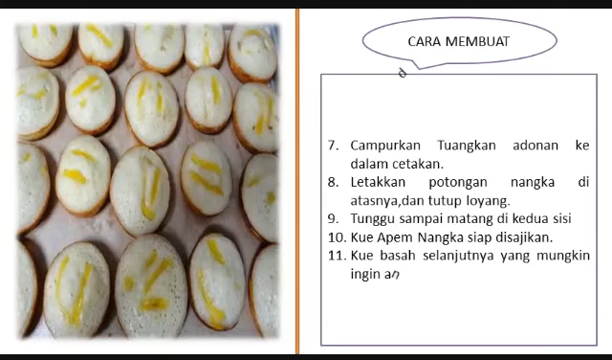 CARA MEMBUAT
d
7. Campurkan Tuangkan adonan ke
dalam cetakan.
8. Letakkan potongan nangka di
atasnya,dan tutup loyang.
9. Tunggu sampai matang di kedua sisi
10. Kue Apem Nangka siap disajikan.
11. Kue basah selanjutnya yang mungkin
ingin an